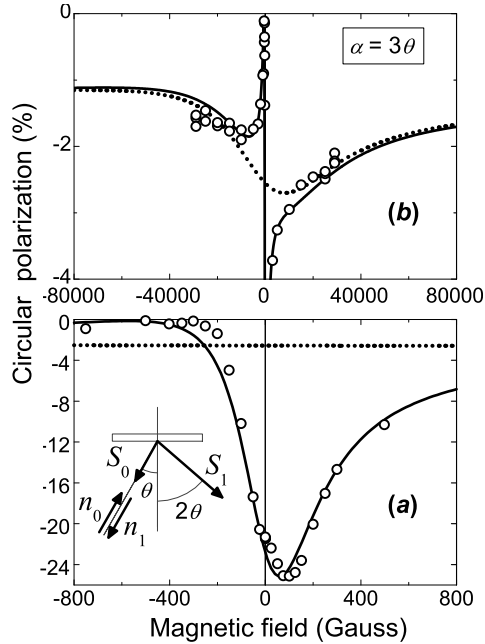 0
-2
-4
α = 3θ
(b)
-80000 -40000 0 40000 80000
Circular polarization (%)
0
-4
-8
-12
-16
-20
-24
S0
θ
S1
n0
n1
2θ
(a)
-800 -400 0 400 800
Magnetic field (Gauss)